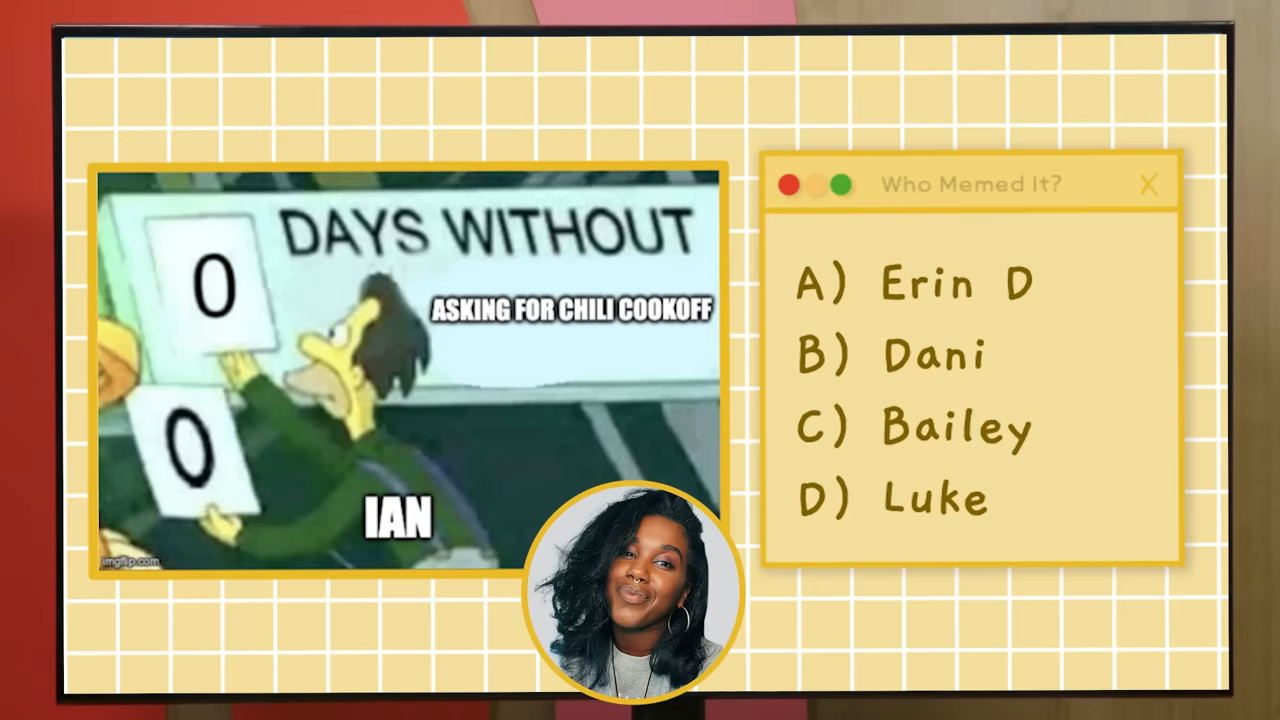 0 DAYS WITHOUT
ASKING FOR CHILI COOKOFF
0
IAN
imgflip.com
Who Memed It? X
A) Erin D
B) Dani
C) Bailey
D) Luke